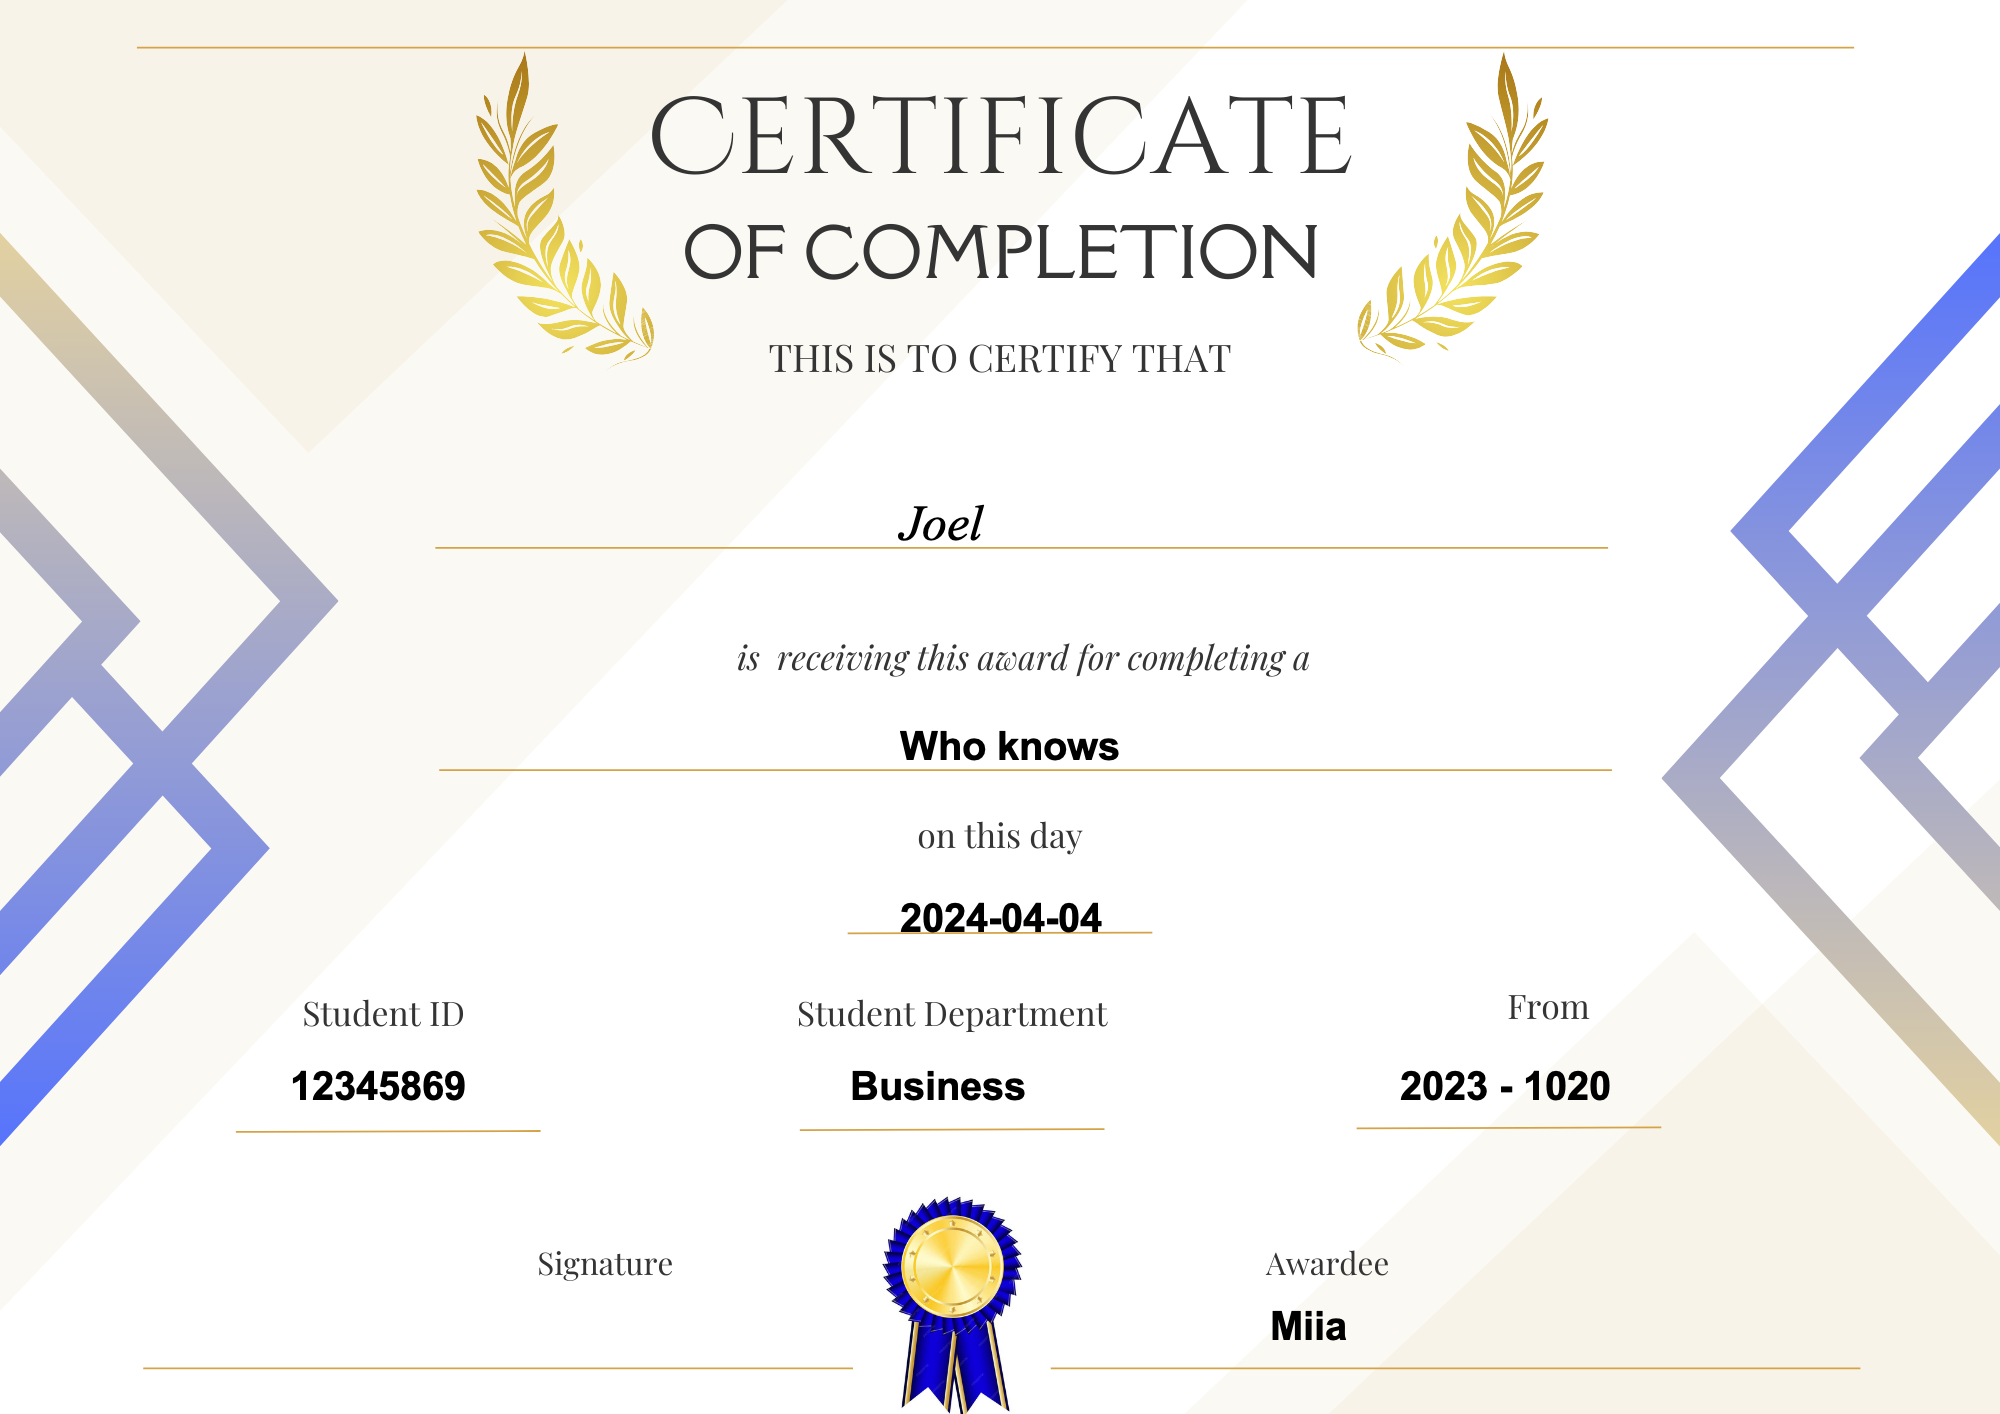 CERTIFICATE
OF COMPLETION
THIS IS TO CERTIFY THAT
Joel
is receiving this award for completing a
Who knows
on this day
2024-04-04
Student ID
12345869
Student Department
Business
From
2023 - 1020
Signature
Awardee
Miia